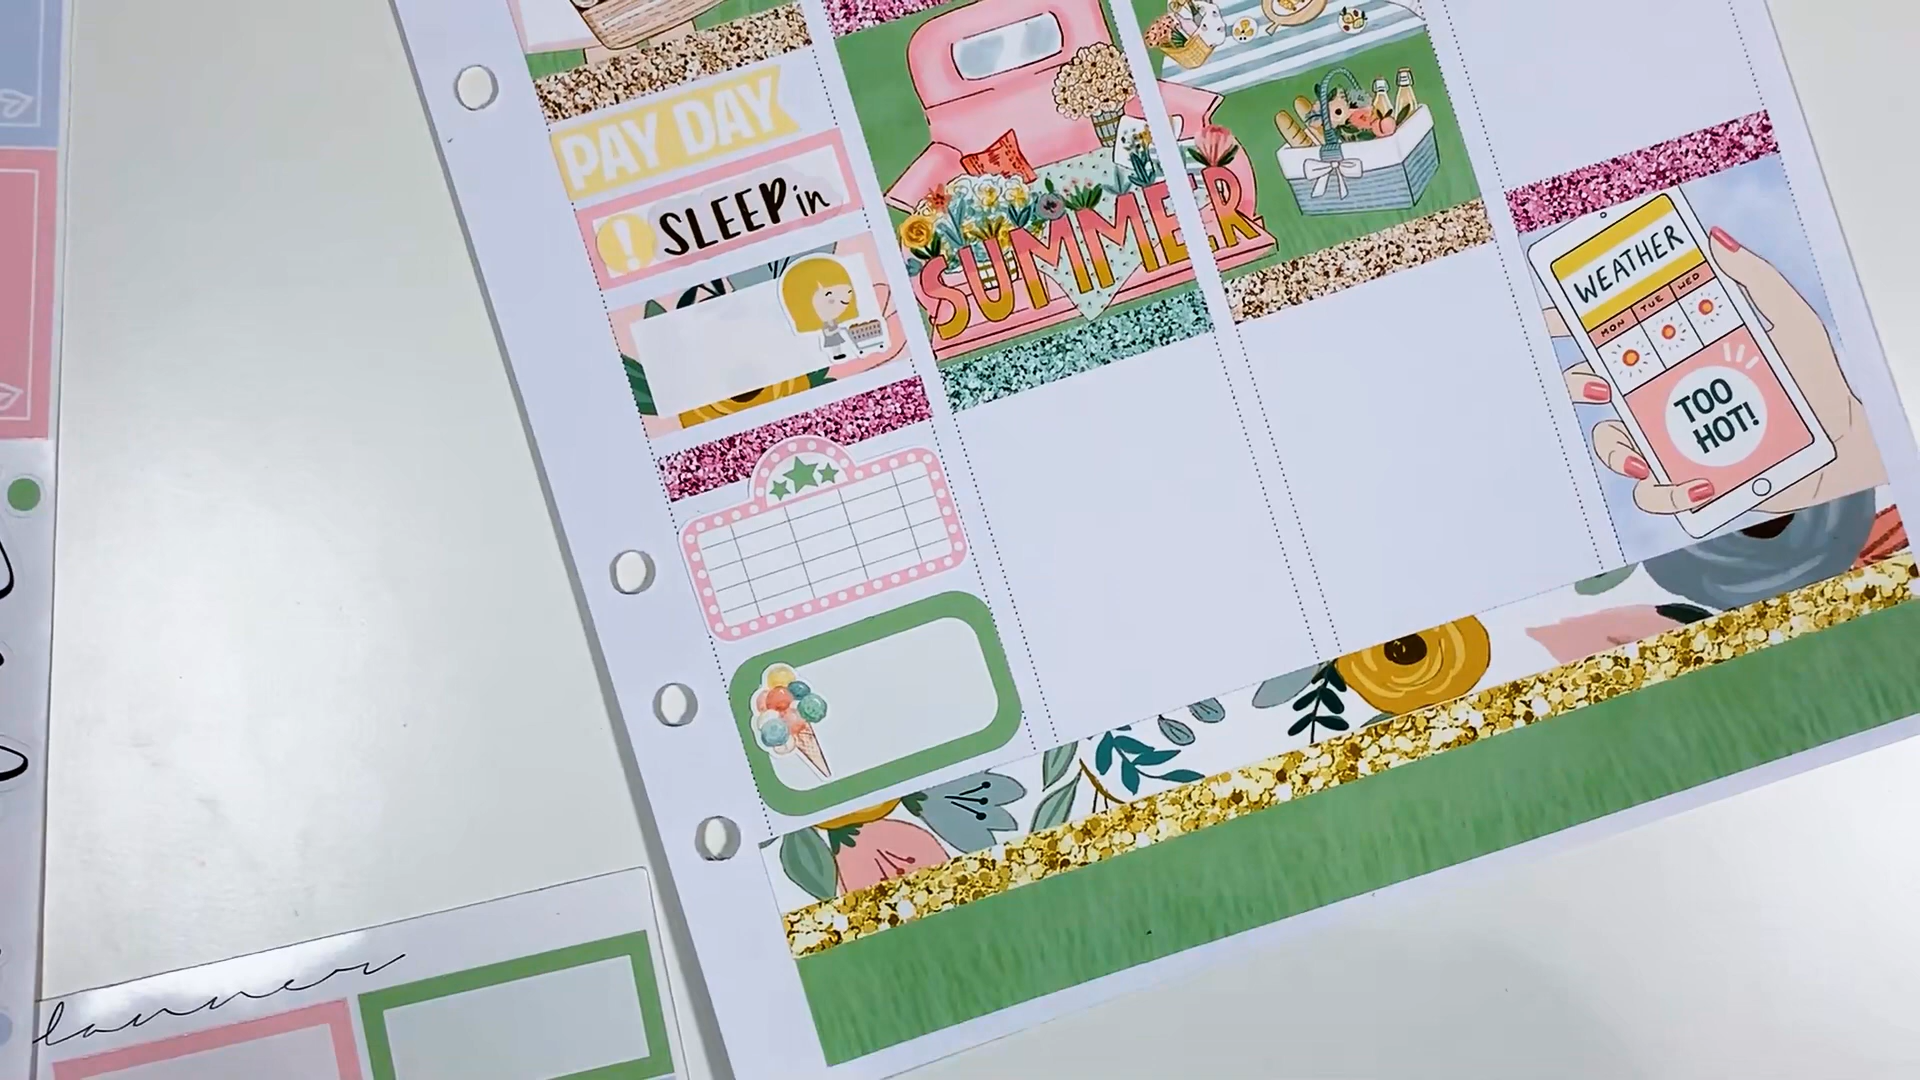 PAY DAY
! SLEEP in
SUMMER
WEATHER
MON TUE WED
TOO
HOT!